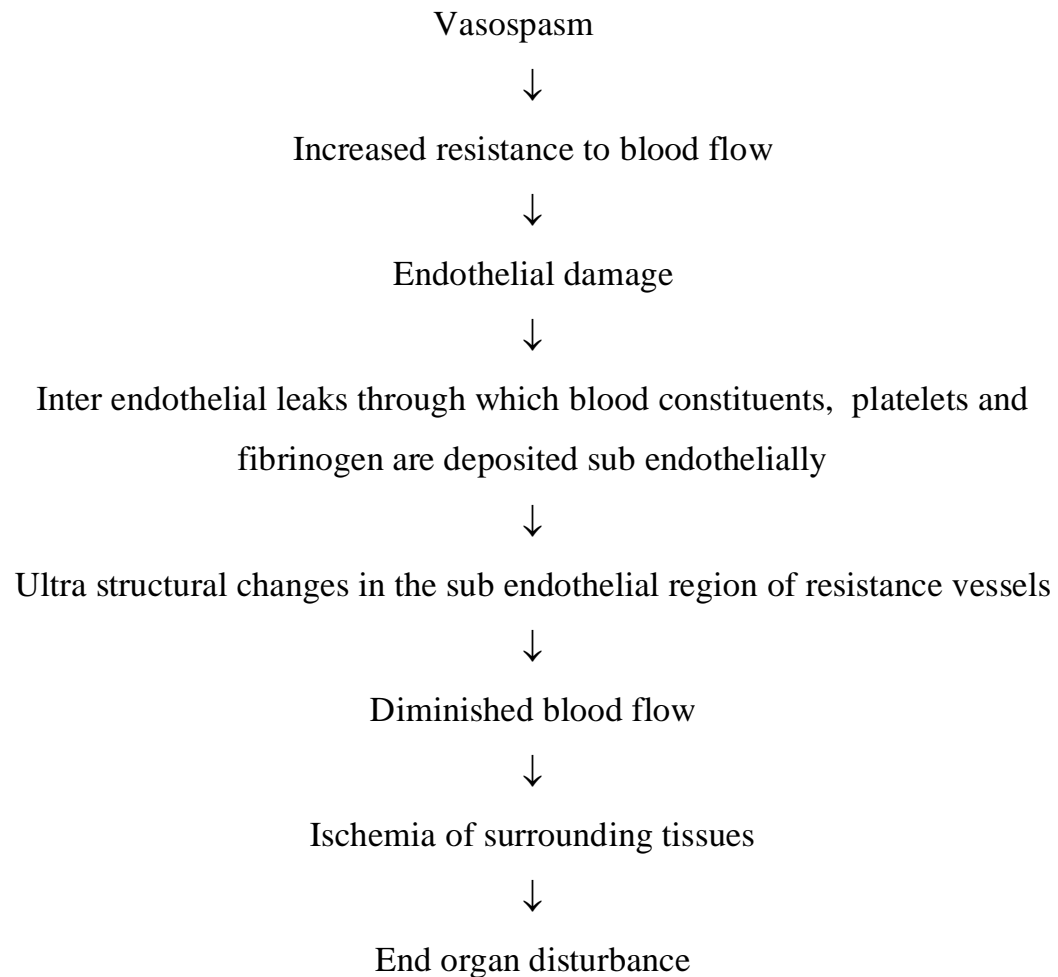 Vasospasm
↓
Increased resistance to blood flow
↓
Endothelial damage
↓
Inter endothelial leaks through which blood constituents, platelets and
fibrinogen are deposited sub endothelially
↓
Ultra structural changes in the sub endothelial region of resistance vessels
↓
Diminished blood flow
↓
Ischemia of surrounding tissues
↓
End organ disturbance